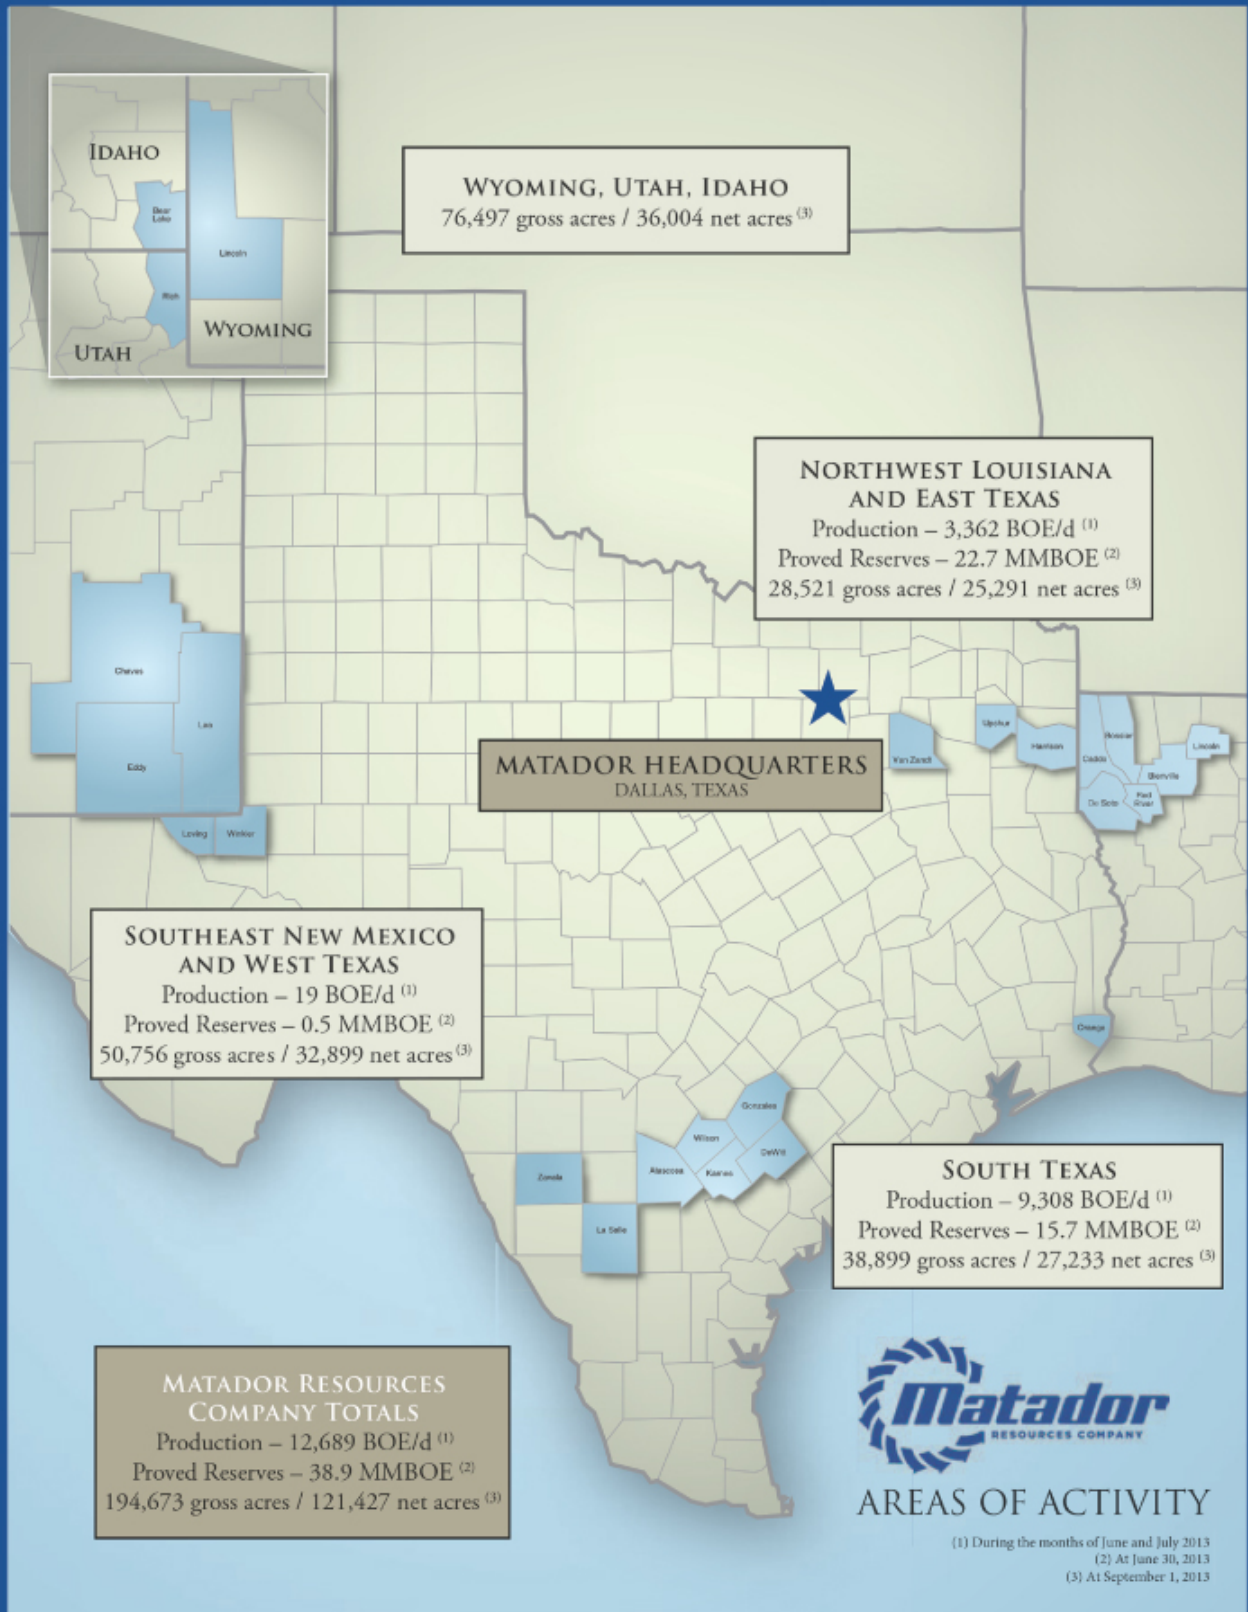 IDAHO
Bear
Lake
Lincoln
Rich
WYOMING
UTAH
WYOMING, UTAH, IDAHO
76,497 gross acres / 36,004 net acres (3)
NORTHWEST LOUISIANA
AND EAST TEXAS
Production – 3,362 BOE/d (1)
Proved Reserves – 22.7 MMBOE (2)
28,521 gross acres / 25,291 net acres (3)
Chaves
Lea
Eddy
Loving
Winkler
MATADOR HEADQUARTERS
DALLAS, TEXAS
Van Zandt
Upshur
Harrison
Bossier
Caddo
Lincoln
Bienville
De Soto
Red
River
SOUTHEAST NEW MEXICO
AND WEST TEXAS
Production – 19 BOE/d (1)
Proved Reserves – 0.5 MMBOE (2)
50,756 gross acres / 32,899 net acres (3)
Orange
Gonzales
Wilson
DeWitt
Atascosa
Karnes
Zavala
La Salle
SOUTH TEXAS
Production – 9,308 BOE/d (1)
Proved Reserves – 15.7 MMBOE (2)
38,899 gross acres / 27,233 net acres (3)
MATADOR RESOURCES
COMPANY TOTALS
Production – 12,689 BOE/d (1)
Proved Reserves – 38.9 MMBOE (2)
194,673 gross acres / 121,427 net acres (3)
Matador
RESOURCES COMPANY
AREAS OF ACTIVITY
(1) During the months of June and July 2013
(2) At June 30, 2013
(3) At September 1, 2013